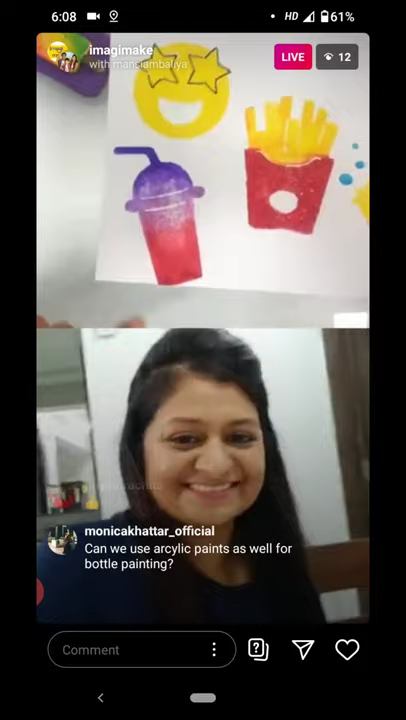 6:08
HD
61%
imagimake
with mansiambaliya
LIVE
12
monicakhattar_official
Can we use arcylic paints as well for
bottle painting?
Comment